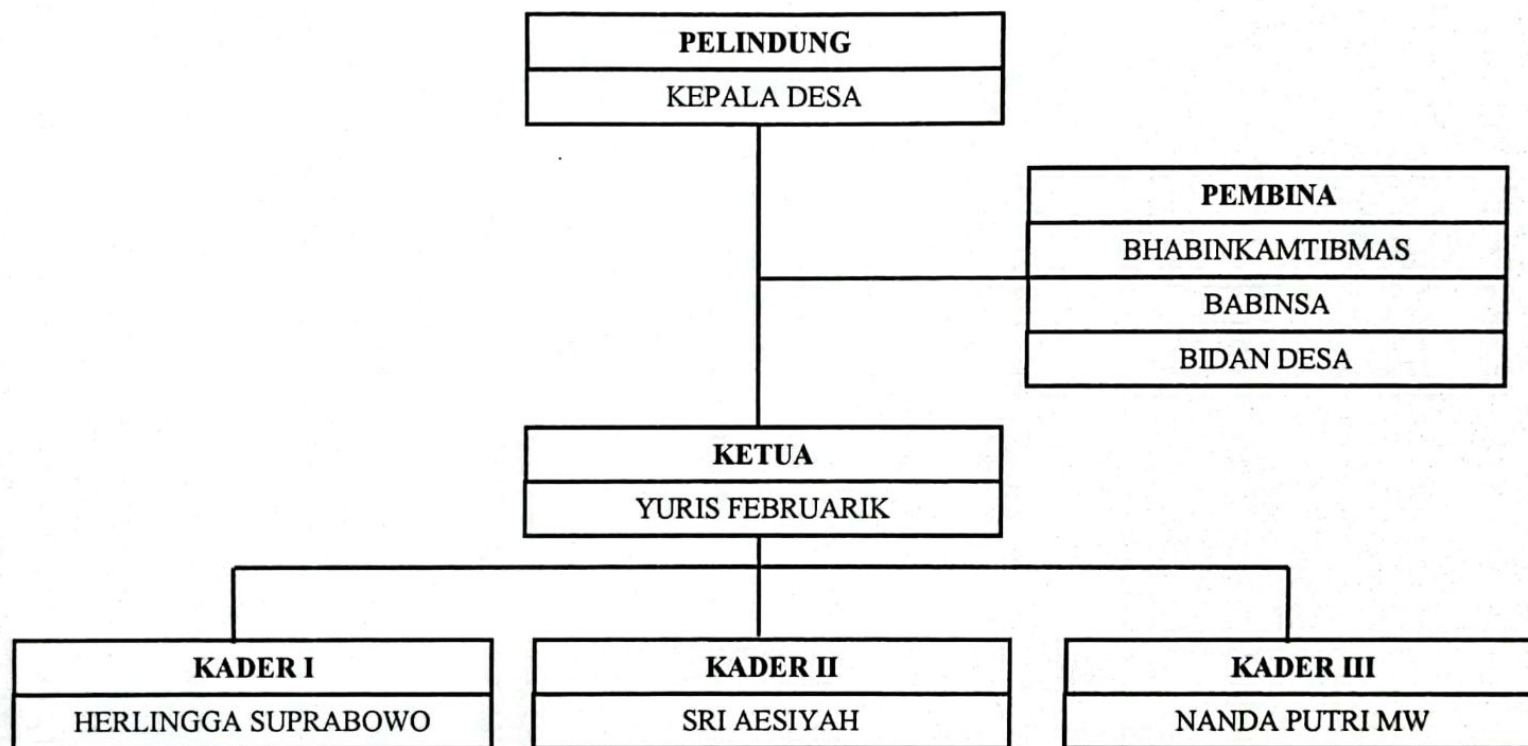 PELINDUNG
KEPALA DESA
PEMBINA
BHABINKAMTIBMAS
BABINSA
BIDAN DESA
KETUA
YURIS FEBRUARIK
KADER I
HERLINGGA SUPRABOWO
KADER II
SRI AESIYAH
KADER III
NANDA PUTRI MW